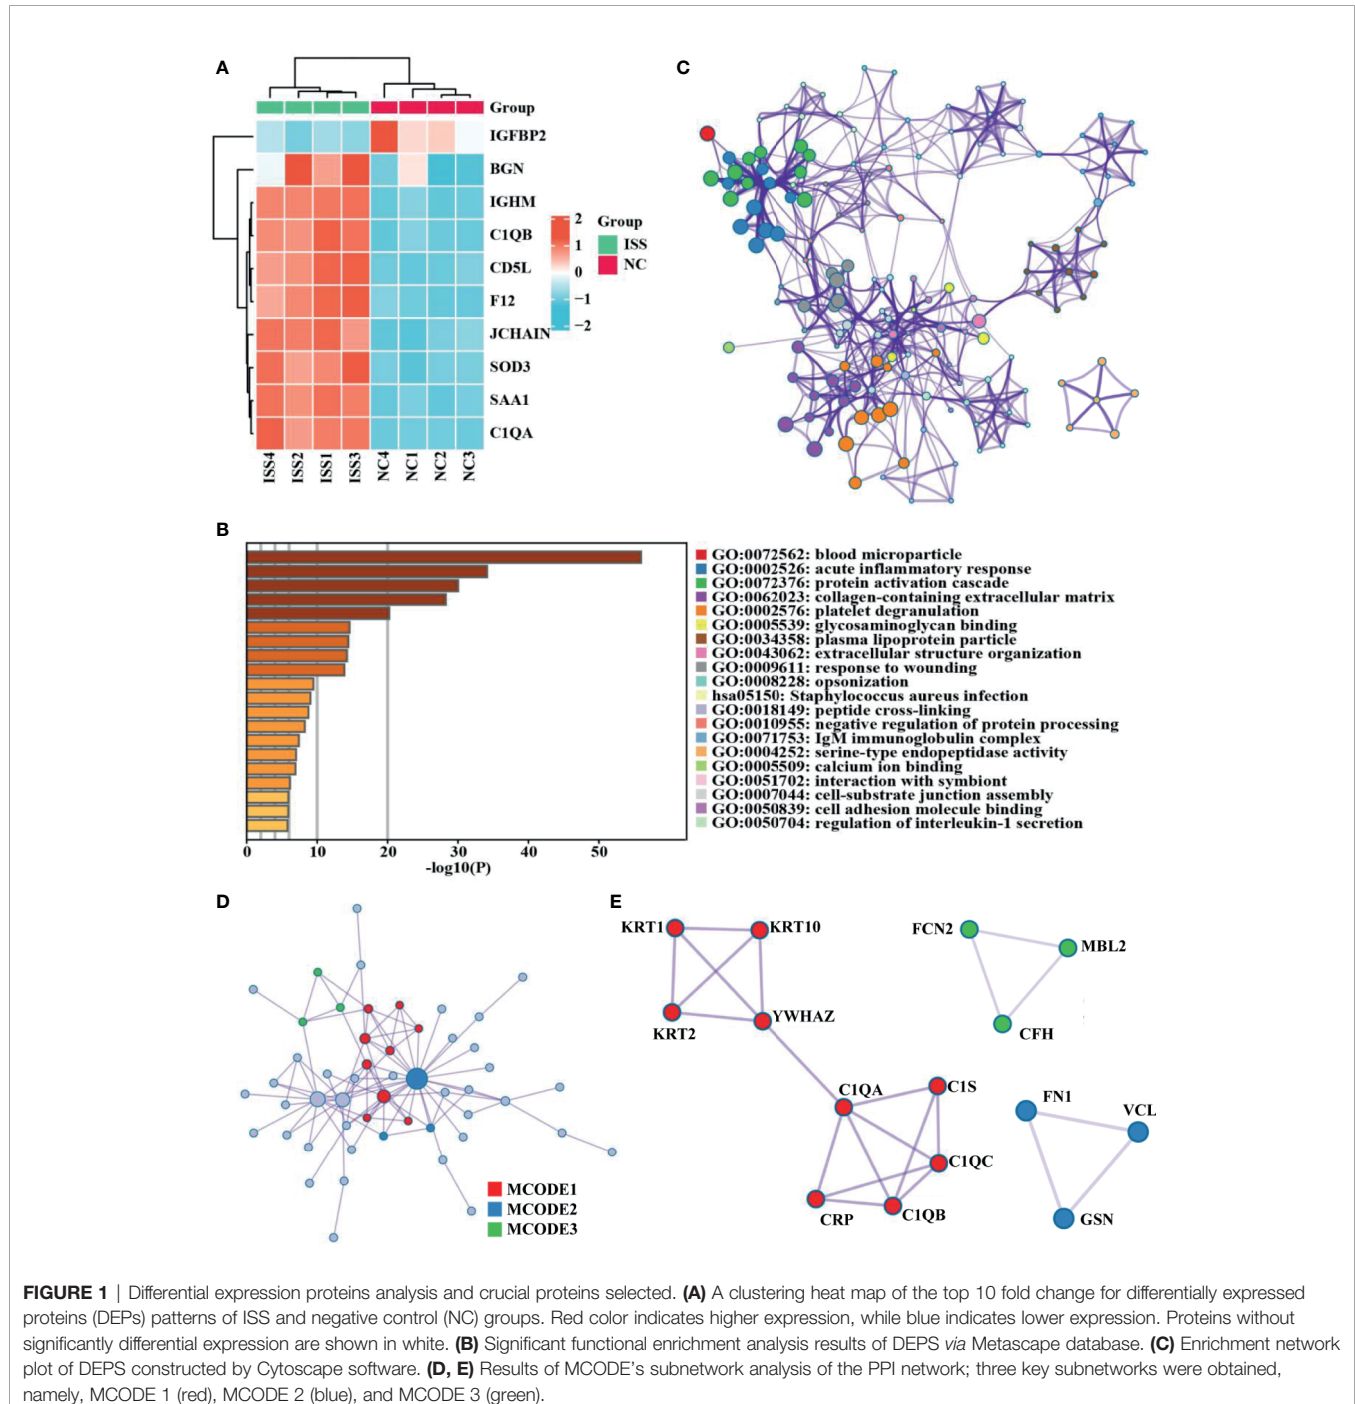 A
Group
IGFBP2
BGN
IGHM
C1QB
CD5L
F12
JCHAIN
SOD3
SAA1
C1QA
ISS4
ISS2
ISS1
ISS3
NC4
NC1
NC2
NC3
2
1
0
−1
−2
Group
ISS
NC
C
B
0
10
20
30
40
50
-log10(P)
GO:0072562: blood microparticle
GO:0002526: acute inflammatory response
GO:0072376: protein activation cascade
GO:0062023: collagen-containing extracellular matrix
GO:0002576: platelet degranulation
GO:0005539: glycosaminoglycan binding
GO:0034358: plasma lipoprotein particle
GO:0043062: extracellular structure organization
GO:0009611: response to wounding
GO:0008228: opsonization
hsa05150: Staphylococcus aureus infection
GO:0018149: peptide cross-linking
GO:0010955: negative regulation of protein processing
GO:0071753: IgM immunoglobulin complex
GO:0004252: serine-type endopeptidase activity
GO:0005509: calcium ion binding
GO:0051702: interaction with symbiont
GO:0007044: cell-substrate junction assembly
GO:0050839: cell adhesion molecule binding
GO:0050704: regulation of interleukin-1 secretion
D
MCODE1
MCODE2
MCODE3
E
KRT1
KRT10
KRT2
YWHAZ
C1QA
C1S
C1QC
CRP
C1QB
FCN2
MBL2
CFH
FN1
VCL
GSN
FIGURE 1 | Differential expression proteins analysis and crucial proteins selected. (A) A clustering heat map of the top 10 fold change for differentially expressed
proteins (DEPs) patterns of ISS and negative control (NC) groups. Red color indicates higher expression, while blue indicates lower expression. Proteins without
significantly differential expression are shown in white. (B) Significant functional enrichment analysis results of DEPS via Metascape database. (C) Enrichment network
plot of DEPS constructed by Cytoscape software. (D, E) Results of MCODE's subnetwork analysis of the PPI network; three key subnetworks were obtained,
namely, MCODE 1 (red), MCODE 2 (blue), and MCODE 3 (green).